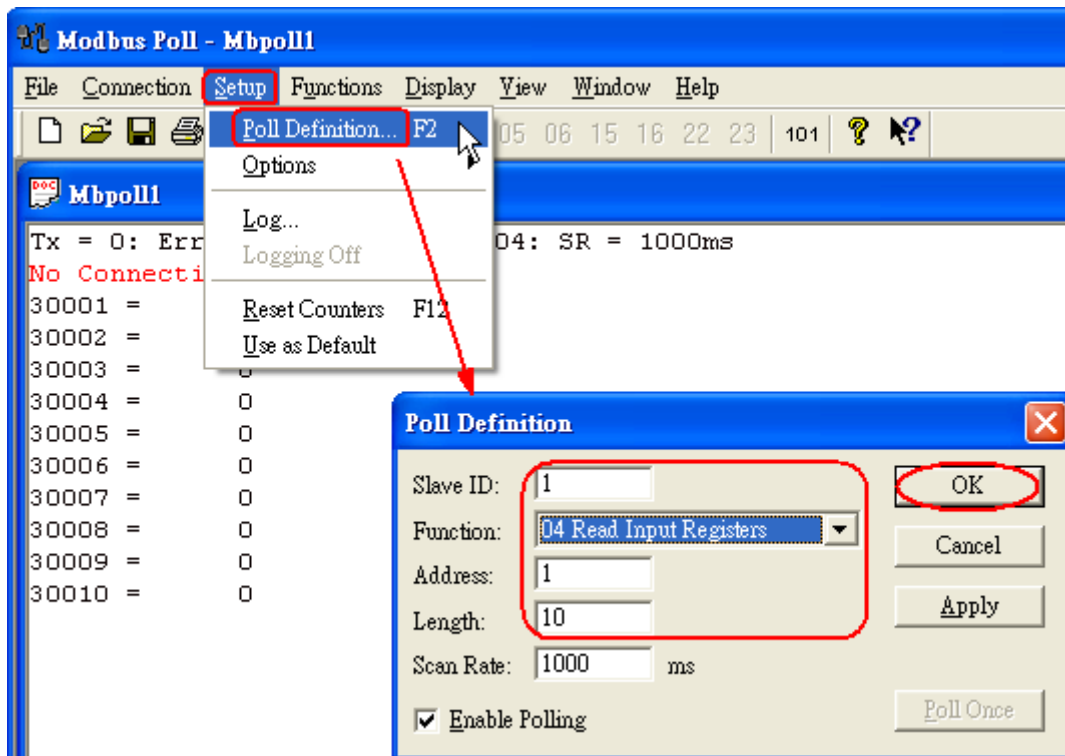 Modbus Poll - Mbpoll1
File Connection Setup Functions Display View Window Help
Poll Definition... F2
05 06 15 16 22 23 101
Options
Mbpoll1
Log...
Tx = 0: Err 04: SR = 1000ms
Logging Off
No Connecti
30001 =
Reset Counters F12
30002 =
Use as Default
30003 = 0
30004 = 0
30005 = 0
30006 = 0
30007 = 0
30008 = 0
30009 = 0
30010 = 0
Poll Definition
Slave ID: 1
OK
Function: 04 Read Input Registers
Cancel
Address: 1
Length: 10
Apply
Scan Rate: 1000 ms
Enable Polling
Poll Once